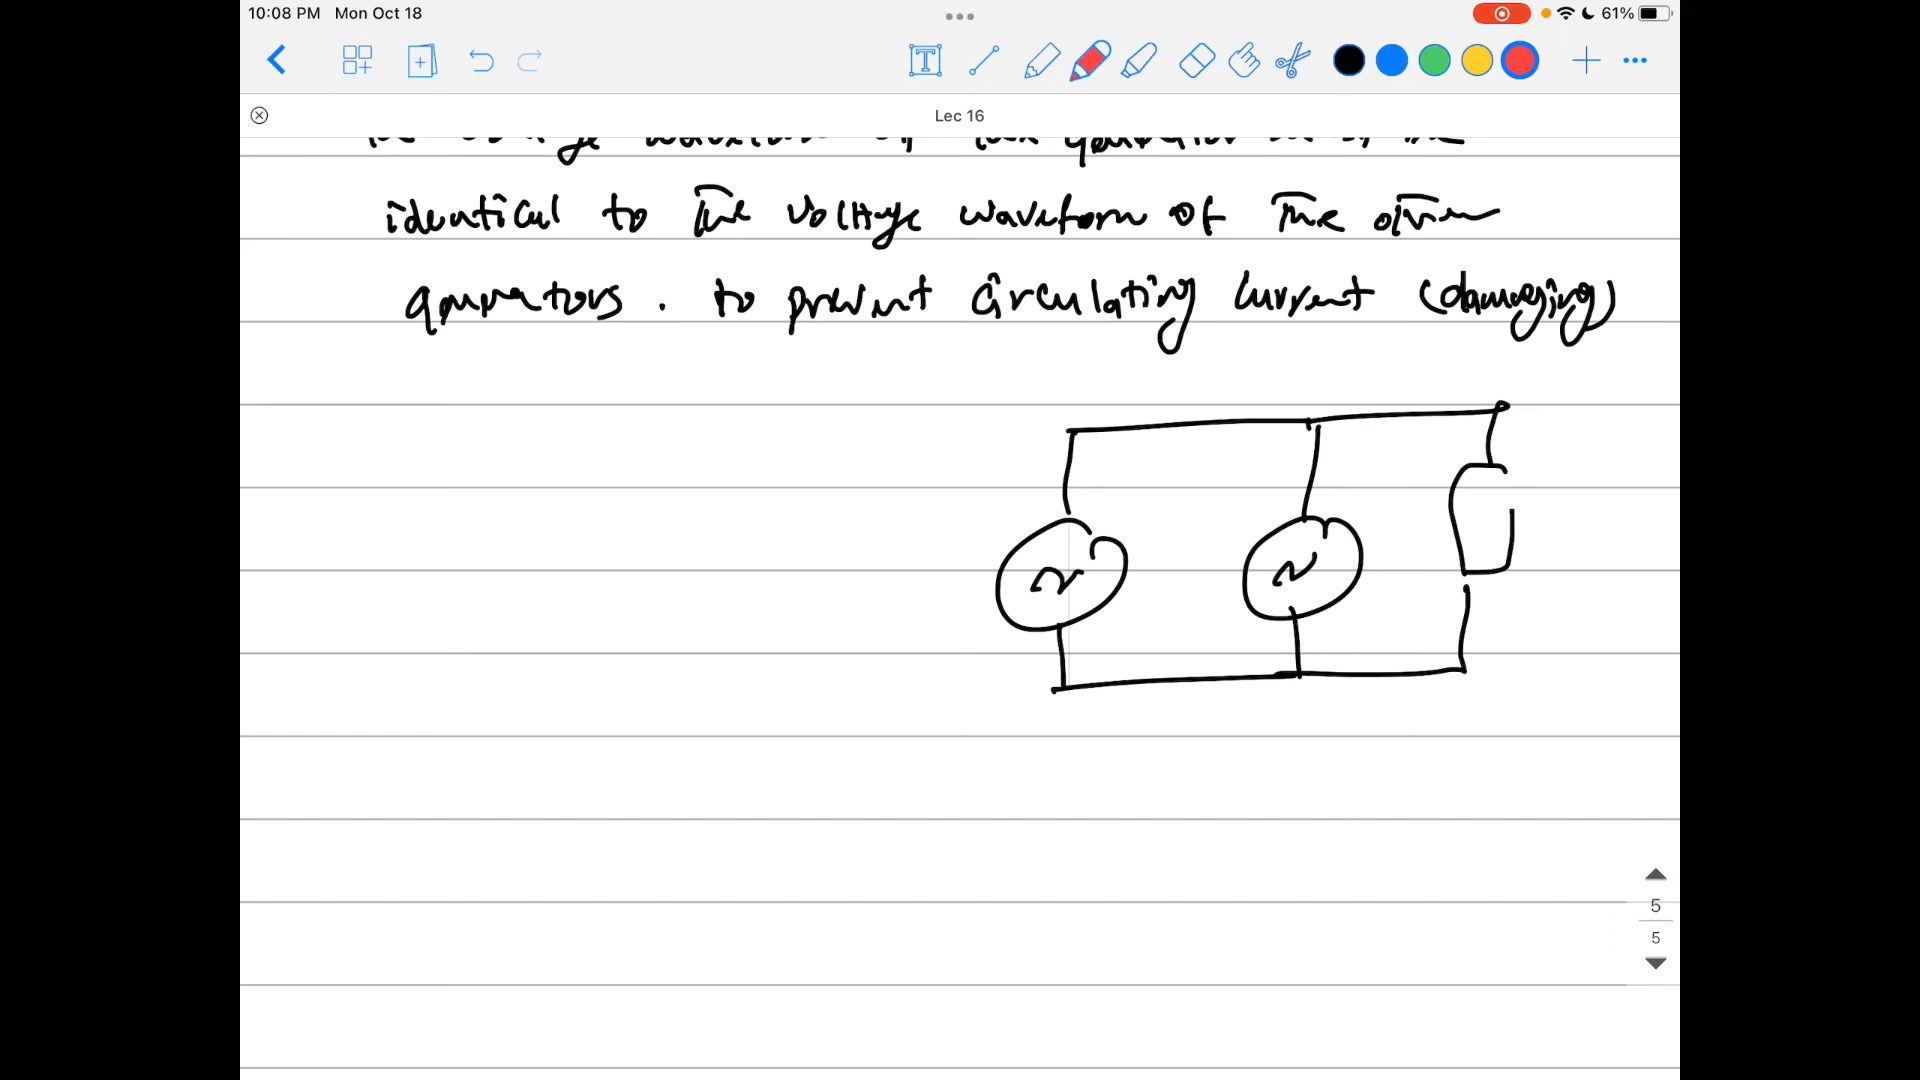 10:08 PM Mon Oct 18
61%
T
Lec 16
identical to The voltage waveform of The other
generators. to prevent circulating current (damaging)
5
5